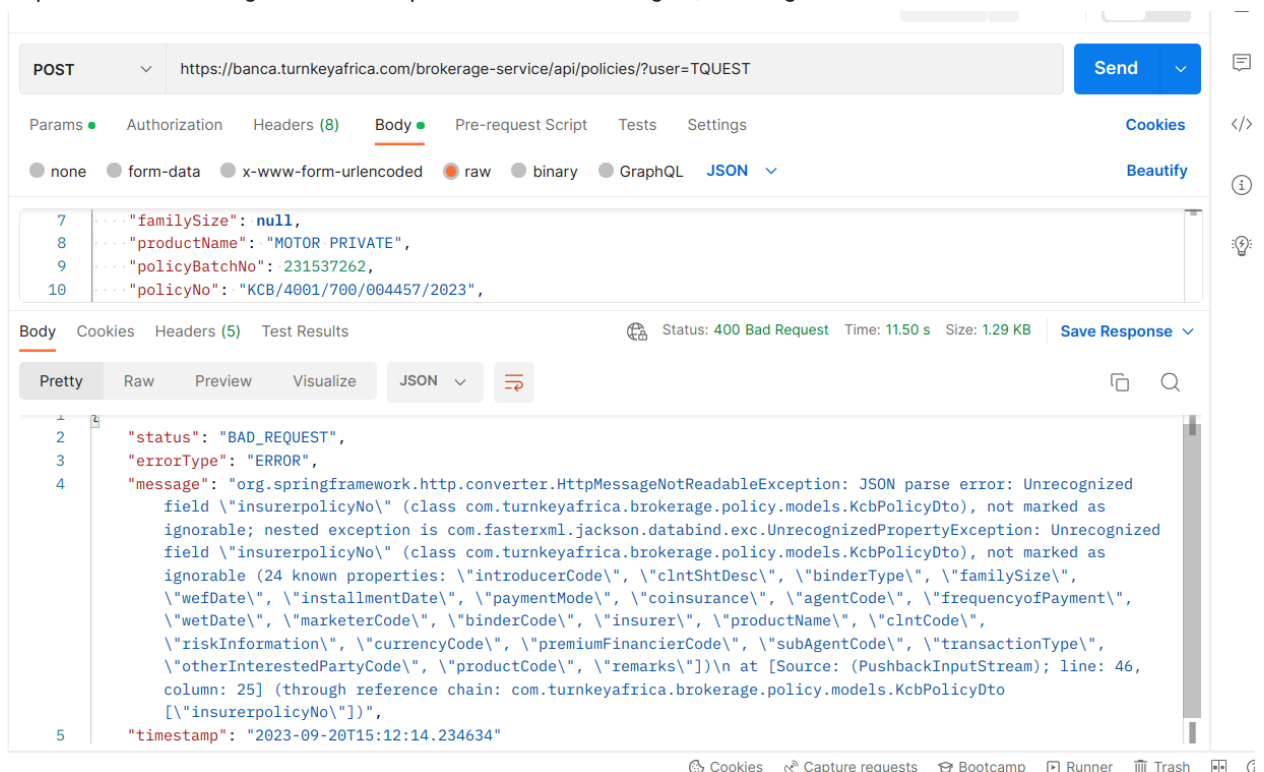 POST https://banca.turnkeyafrica.com/brokerage-service/api/policies/?user=TQUEST Send
Params Authorization Headers (8) Body Pre-request Script Tests Settings Cookies
none form-data x-www-form-urlencoded raw binary GraphQL JSON Beautify
7 "familySize": null,
8 "productName": "MOTOR PRIVATE",
9 "policyBatchNo": 231537262,
10 "policyNo": "KCB/4001/700/004457/2023",
Body Cookies Headers (5) Test Results Status: 400 Bad Request Time: 11.50 s Size: 1.29 KB Save Response
Pretty Raw Preview Visualize JSON
1 {
2 "status": "BAD_REQUEST",
3 "errorType": "ERROR",
4 "message": "org.springframework.http.converter.HttpMessageNotReadableException: JSON parse error: Unrecognized
field \"insurerpolicyNo\" (class com.turnkeyafrica.brokerage.policy.models.KcbPolicyDto), not marked as
ignorable; nested exception is com.fasterxml.jackson.databind.exc.UnrecognizedPropertyException: Unrecognized
field \"insurerpolicyNo\" (class com.turnkeyafrica.brokerage.policy.models.KcbPolicyDto), not marked as
ignorable (24 known properties: \"introducerCode\", \"clntShtDesc\", \"binderType\", \"familySize\",
\"wefDate\", \"installmentDate\", \"paymentMode\", \"coinsurance\", \"agentCode\", \"frequencyofPayment\",
\"wetDate\", \"marketerCode\", \"binderCode\", \"insurer\", \"productName\", \"clntCode\",
\"riskInformation\", \"currencyCode\", \"premiumFinancierCode\", \"subAgentCode\", \"transactionType\",
\"otherInterestedPartyCode\", \"productCode\", \"remarks\"])\n at [Source: (PushbackInputStream); line: 46,
column: 25] (through reference chain: com.turnkeyafrica.brokerage.policy.models.KcbPolicyDto
[\"insurerpolicyNo\"])",
5 "timestamp": "2023-09-20T15:12:14.234634"
Cookies Capture requests Bootcamp Runner Trash